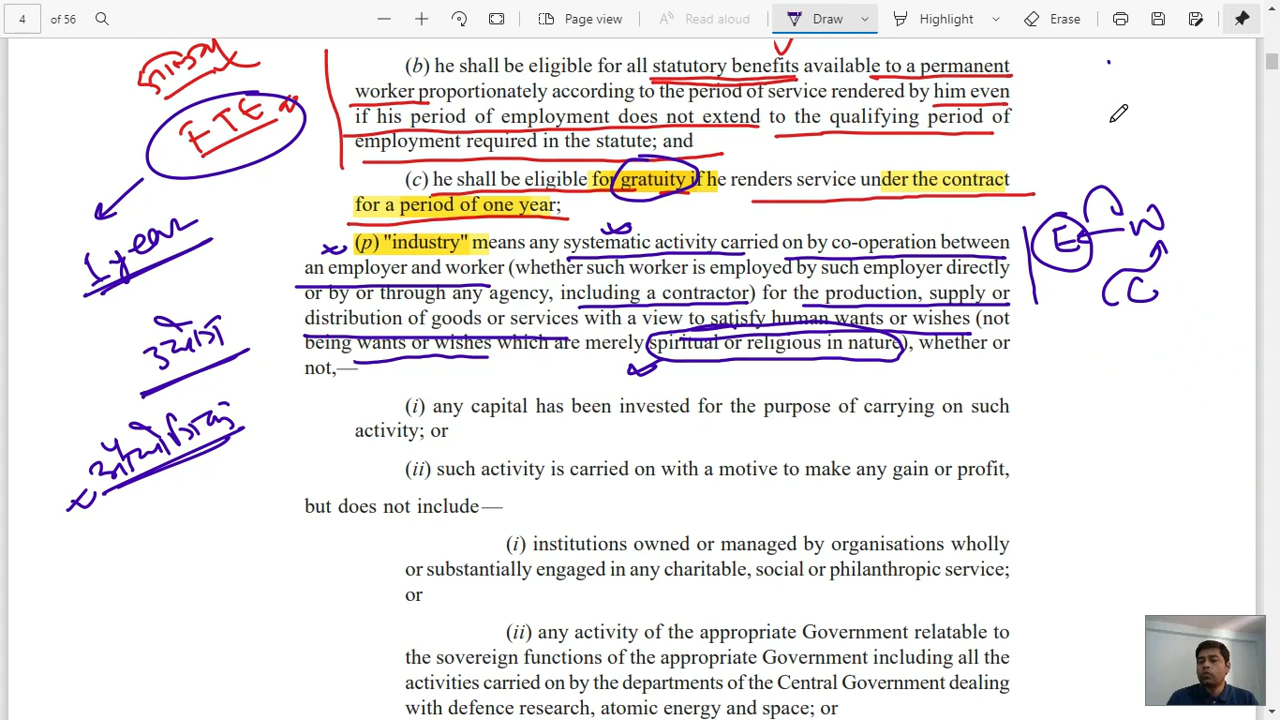 4 of 56 Page view Read aloud Draw Highlight Erase
(b) he shall be eligible for all statutory benefits available to a permanent
worker proportionately according to the period of service rendered by him even
if his period of employment does not extend to the qualifying period of
employment required in the statute; and
FTE
(c) he shall be eligible for gratuity if he renders service under the contract
for a period of one year;
1 year
(p) "industry" means any systematic activity carried on by co-operation between
E W
an employer and worker (whether such worker is employed by such employer directly
or by or through any agency, including a contractor) for the production, supply or
distribution of goods or services with a view to satisfy human wants or wishes (not
being wants or wishes which are merely spiritual or religious in nature), whether or
not,—
उद्योग
(i) any capital has been invested for the purpose of carrying on such
activity; or
(ii) such activity is carried on with a motive to make any gain or profit,
but does not include—
(i) institutions owned or managed by organisations wholly
or substantially engaged in any charitable, social or philanthropic service;
or
(ii) any activity of the appropriate Government relatable to
the sovereign functions of the appropriate Government including all the
activities carried on by the departments of the Central Government dealing
with defence research, atomic energy and space; or